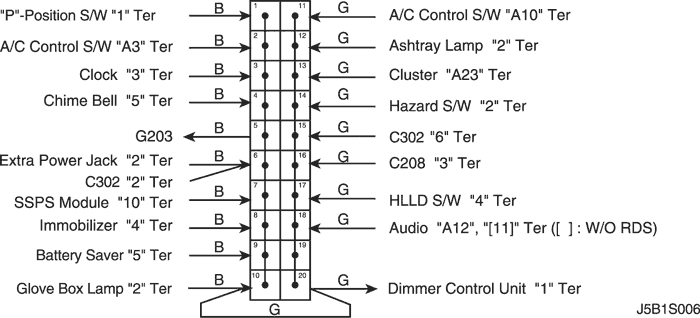 "P"-Position S/W "1" Ter B 1 11 G A/C Control S/W "A10" Ter
A/C Control S/W "A3" Ter B 2 12 G Ashtray Lamp "2" Ter
Clock "3" Ter B 3 13 G Cluster "A23" Ter
Chime Bell "5" Ter B 4 14 G Hazard S/W "2" Ter
G203 B 5 15 G C302 "6" Ter
Extra Power Jack "2" Ter B 6 16 G C208 "3" Ter
C302 "2" Ter
SSPS Module "10" Ter B 7 17 G HLLD S/W "4" Ter
Immobilizer "4" Ter B 8 18 G Audio "A12", "[11]" Ter ([ ] : W/O RDS)
Battery Saver "5" Ter B 9 19
Glove Box Lamp "2" Ter B 10 20 G Dimmer Control Unit "1" Ter
G
J5B1S006